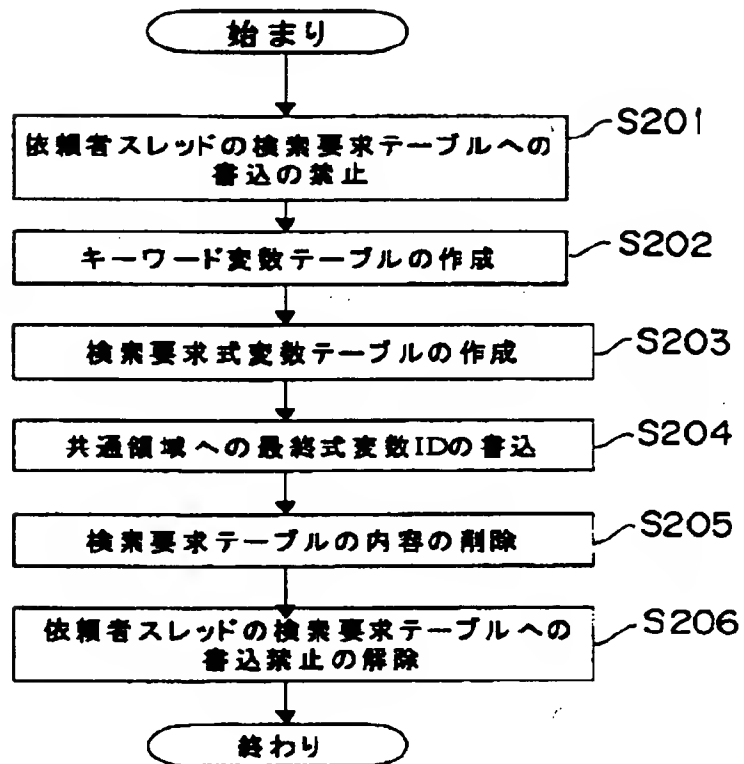 始まり
S201
依頼者スレッドの検索要求テーブルへの
書込の禁止
S202
キーワード変数テーブルの作成
S203
検索要求式変数テーブルの作成
S204
共通領域への最終式変数IDの書込
S205
検索要求テーブルの内容の削除
S206
依頼者スレッドの検索要求テーブルへの
書込禁止の解除
終わり